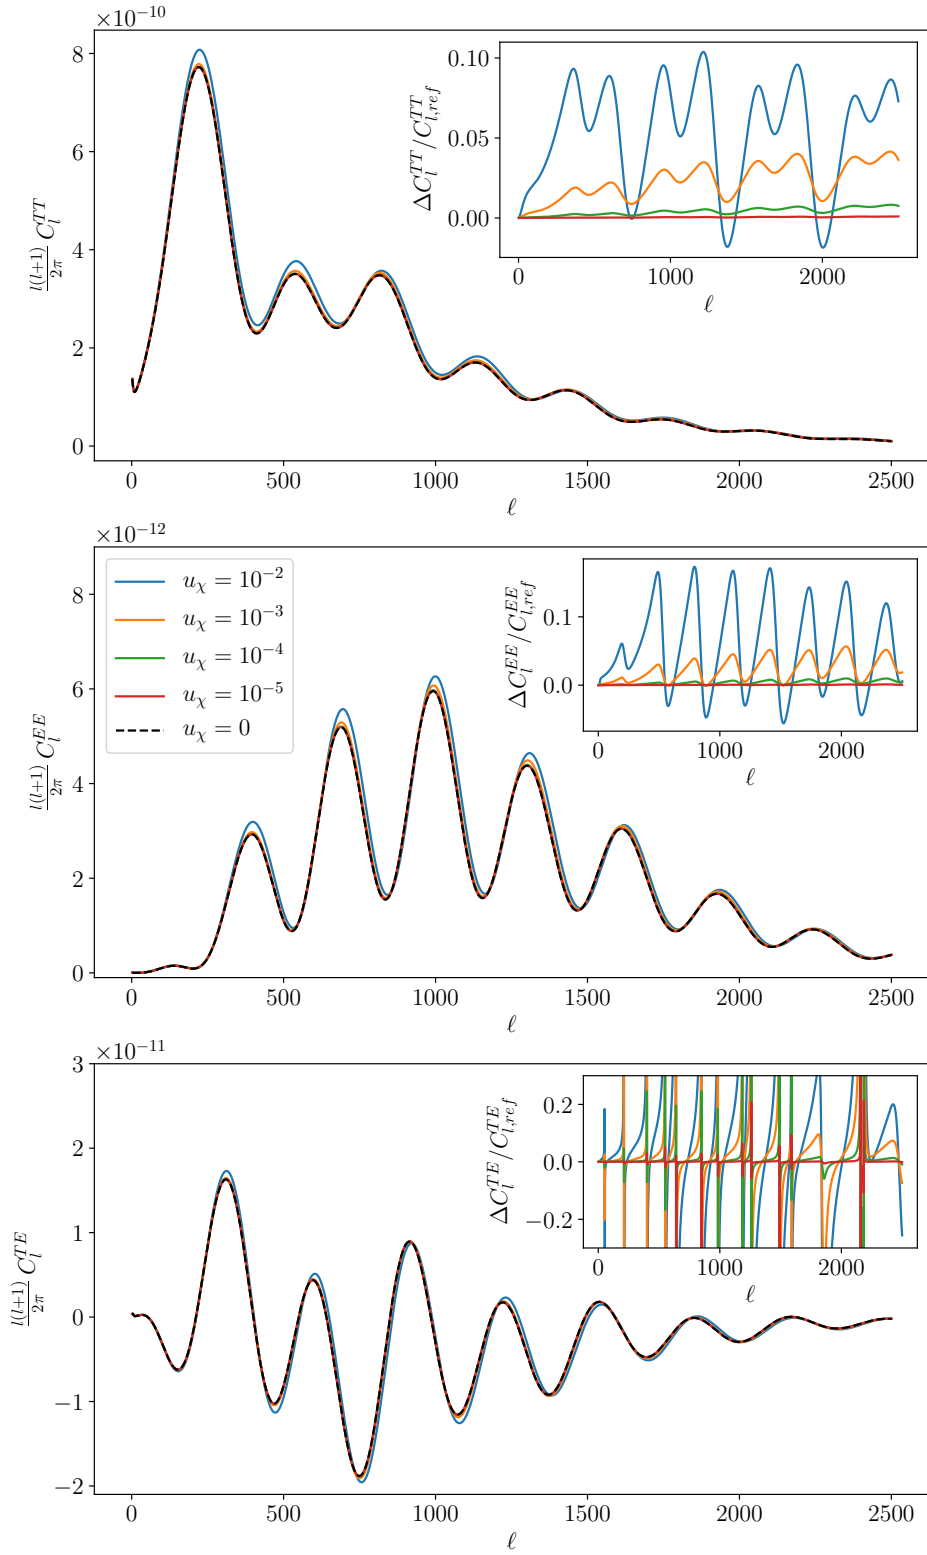 ×10⁻¹⁰
8
6
4
2
0
l(l+1)/2π C_l^{TT}
0 500 1000 1500 2000 2500
ℓ
0.10
0.05
0.00
ΔC_l^{TT}/C_{l,ref}^{TT}
0 1000 2000
ℓ
×10⁻¹²
8
6
4
2
0
l(l+1)/2π C_l^{EE}
u_χ = 10⁻²
u_χ = 10⁻³
u_χ = 10⁻⁴
u_χ = 10⁻⁵
u_χ = 0
0 500 1000 1500 2000 2500
ℓ
0.1
0.0
ΔC_l^{EE}/C_{l,ref}^{EE}
0 1000 2000
ℓ
×10⁻¹¹
3
2
1
0
−1
−2
l(l+1)/2π C_l^{TE}
0 500 1000 1500 2000 2500
ℓ
0.2
0.0
−0.2
ΔC_l^{TE}/C_{l,ref}^{TE}
0 1000 2000
ℓ